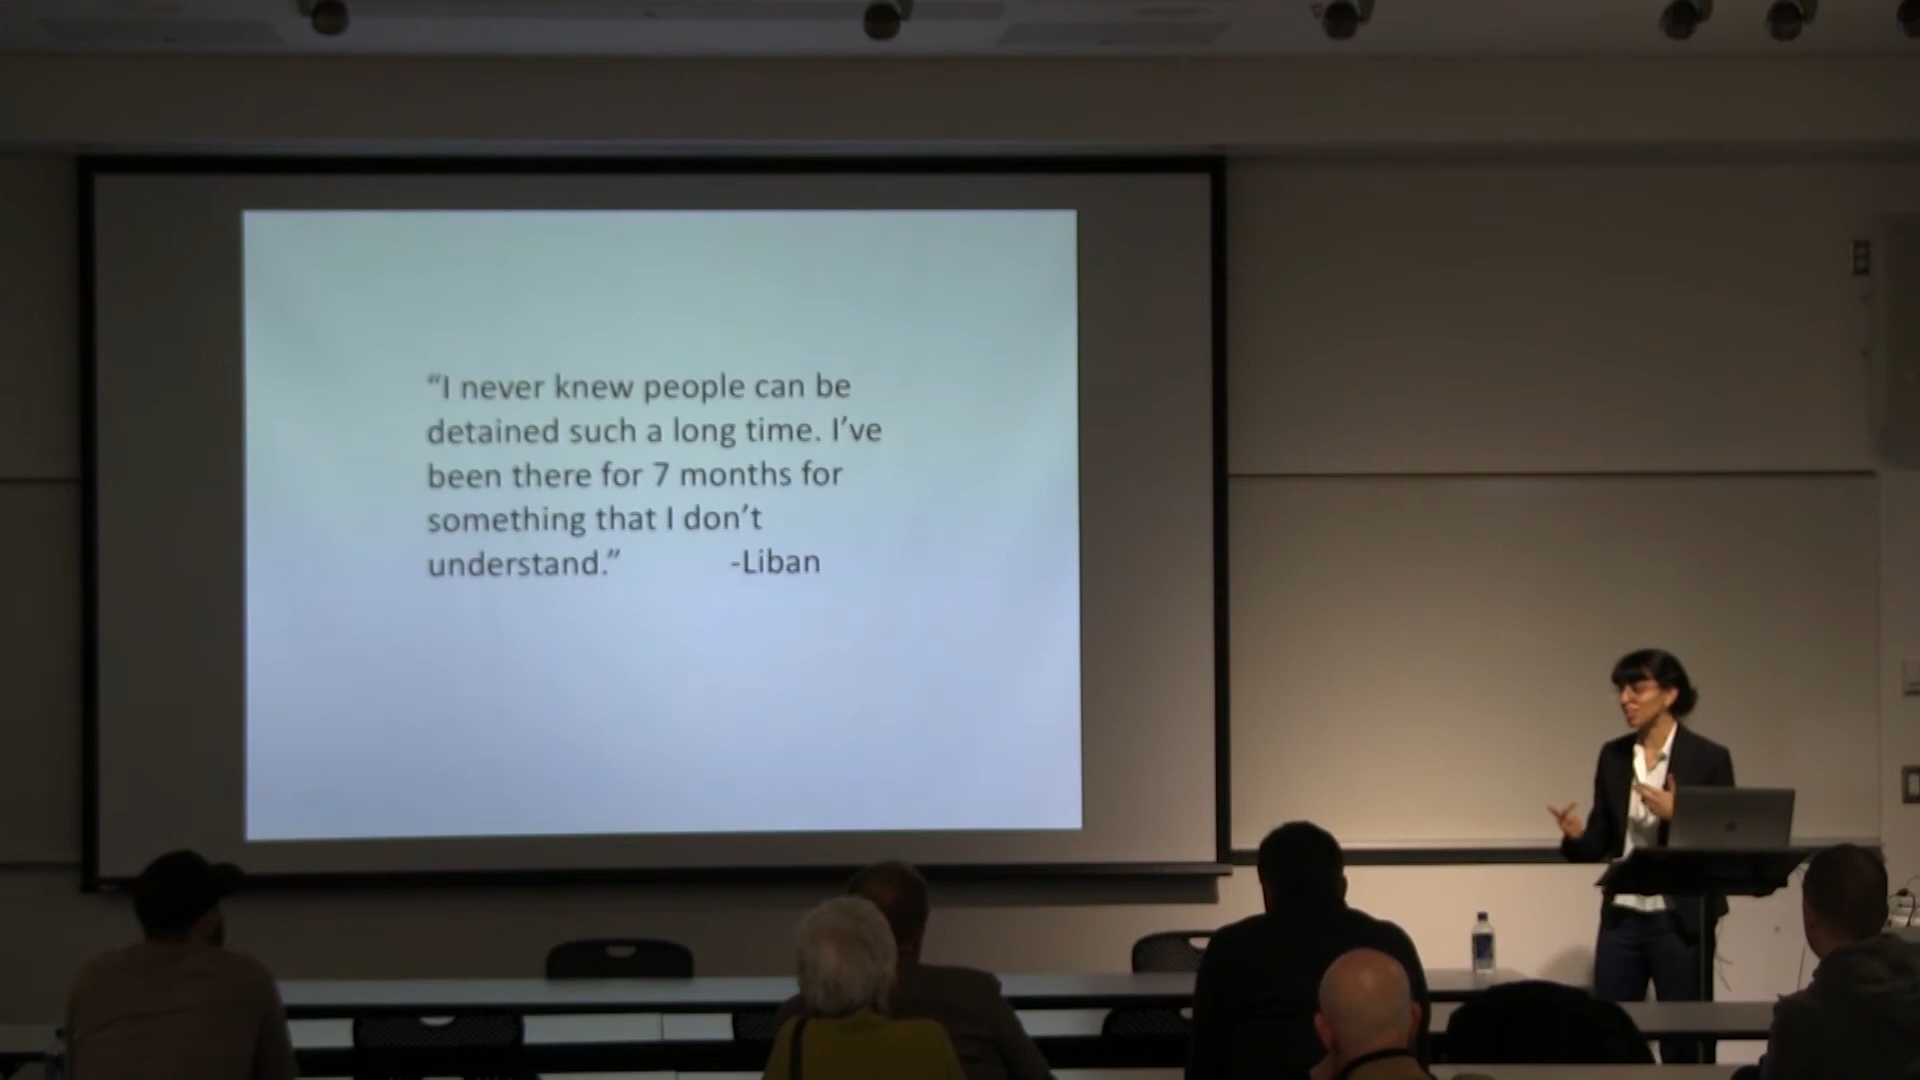 “I never knew people can be
detained such a long time. I’ve
been there for 7 months for
something that I don’t
understand.” -Liban